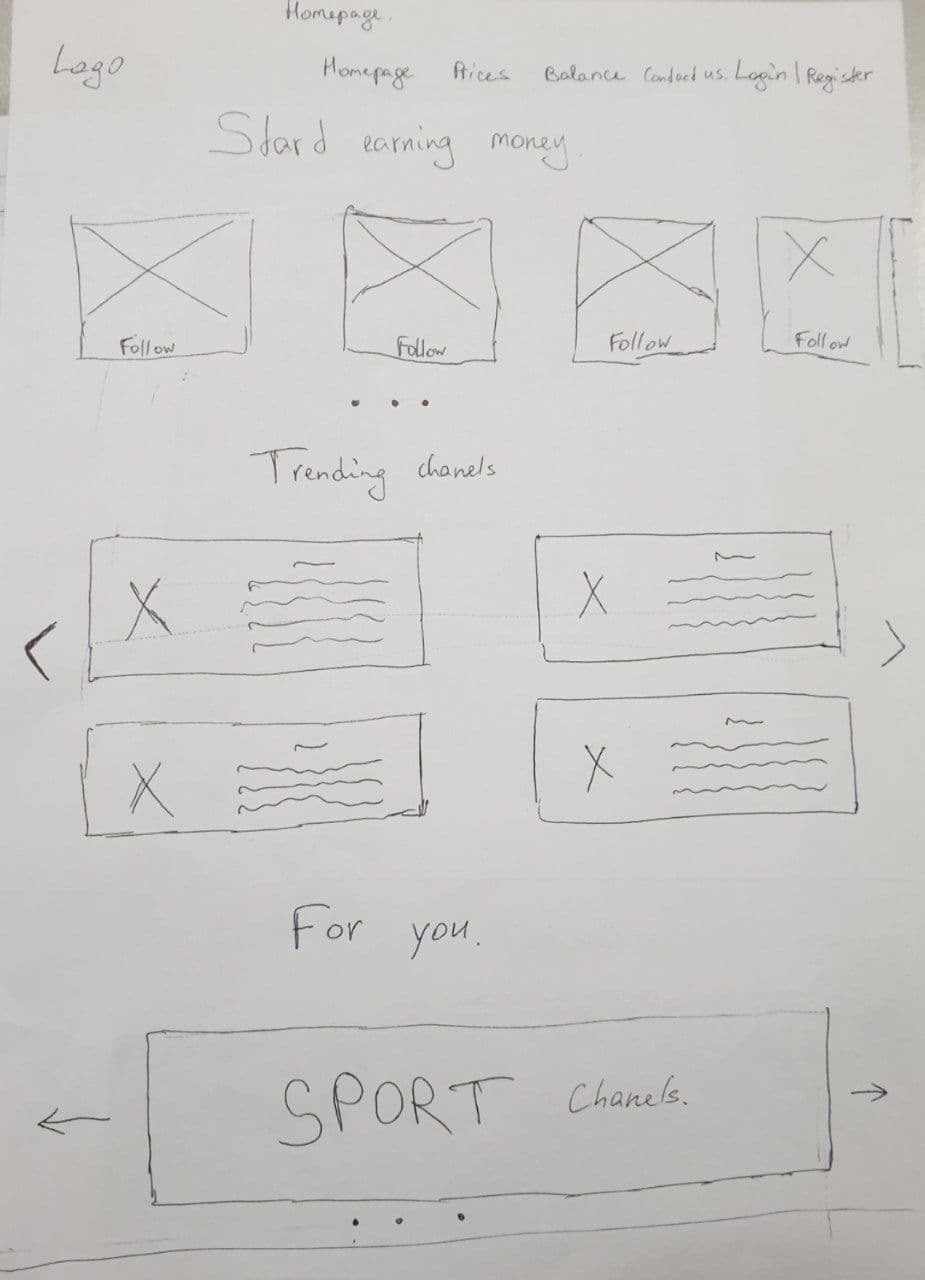 Homepage.
Logo
Homepage Prices Balance Contact us. Login | Register
Stard earning money.
Follow Follow Follow Follow
Trending chanels
For you.
SPORT Chanels.